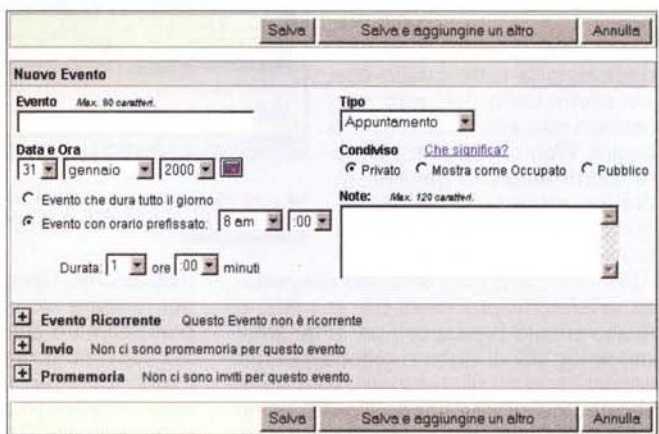 Salva Salva e aggiungine un altro Annulla
Nuovo Evento
Evento Max. 80 caratteri.
Tipo
Appuntamento
Data e Ora
31 gennaio 2000
Condiviso Che significa?
Privato Mostra come Occupato Pubblico
Evento che dura tutto il giorno
Evento con orario prefissato: 8 am :00
Note: Max. 120 caratteri.
Durata: 1 ore :00 minuti
Evento Ricorrente Questo Evento non è ricorrente
Invio Non ci sono promemoria per questo evento
Promemoria Non ci sono inviti per questo evento.
Salva Salva e aggiungine un altro Annulla